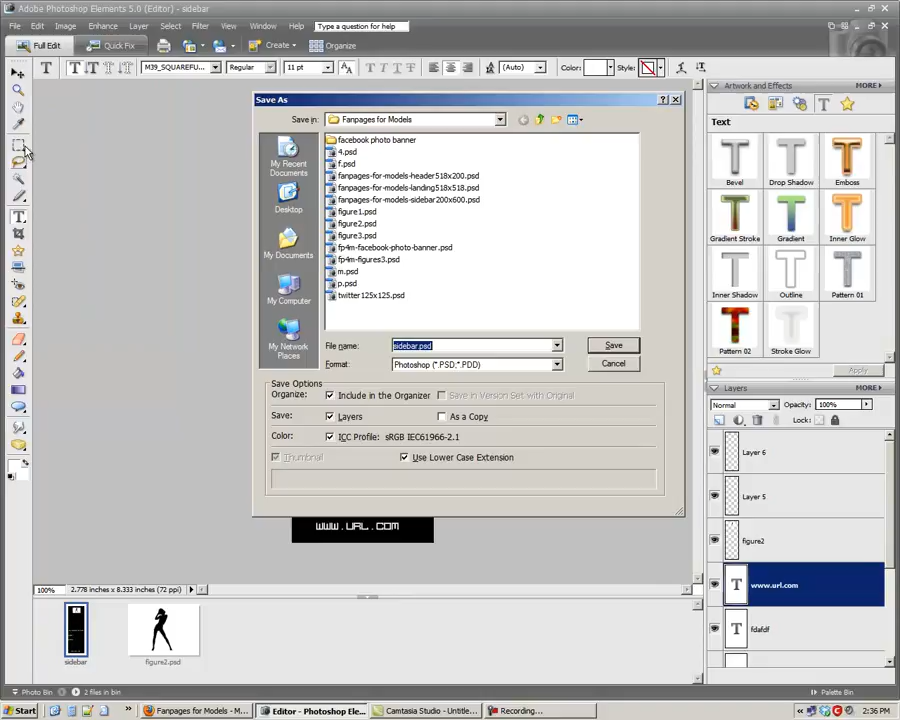 Adobe Photoshop Elements 5.0 (Editor) - sidebar
File Edit Image Enhance Layer Select Filter View Window Help Type a question for help
Full Edit Quick Fix Create Organize
T M39_SQUAREFU... Regular 11 pt (Auto) Color: Style:
Save As
Save in: Fanpages for Models
My Recent Documents
Desktop
My Documents
My Computer
My Network Places
facebook photo banner
4.psd
f.psd
fanpages-for-models-header518x200.psd
fanpages-for-models-landing518x518.psd
fanpages-for-models-sidebar200x600.psd
figure1.psd
figure2.psd
figure3.psd
fp4m-facebook-photo-banner.psd
fp4m-figures3.psd
m.psd
p.psd
twitter125x125.psd
File name: sidebar.psd Save
Format: Photoshop (*.PSD;*.PDD) Cancel
Save Options
Organize: Include in the Organizer Save in Version Set with Original
Save: Layers As a Copy
Color: ICC Profile: sRGB IEC61966-2.1
Thumbnail Use Lower Case Extension
WWW.URL.COM
100% 2.778 inches x 8.333 inches (72 ppi)
sidebar figure2.psd
Photo Bin 2 files in bin
Artwork and Effects MORE
Text
Bevel Drop Shadow Emboss
Gradient Stroke Gradient Inner Glow
Inner Shadow Outline Pattern 01
Pattern 02 Stroke Glow
Apply
Layers MORE
Normal Opacity: 100%
Lock:
Layer 6
Layer 5
figure2
T www.url.com
T fdafdf
Palette Bin
Start Fanpages for Models - M... Editor - Photoshop Ele... Camtasia Studio - Untitle... Recording... 2:36 PM